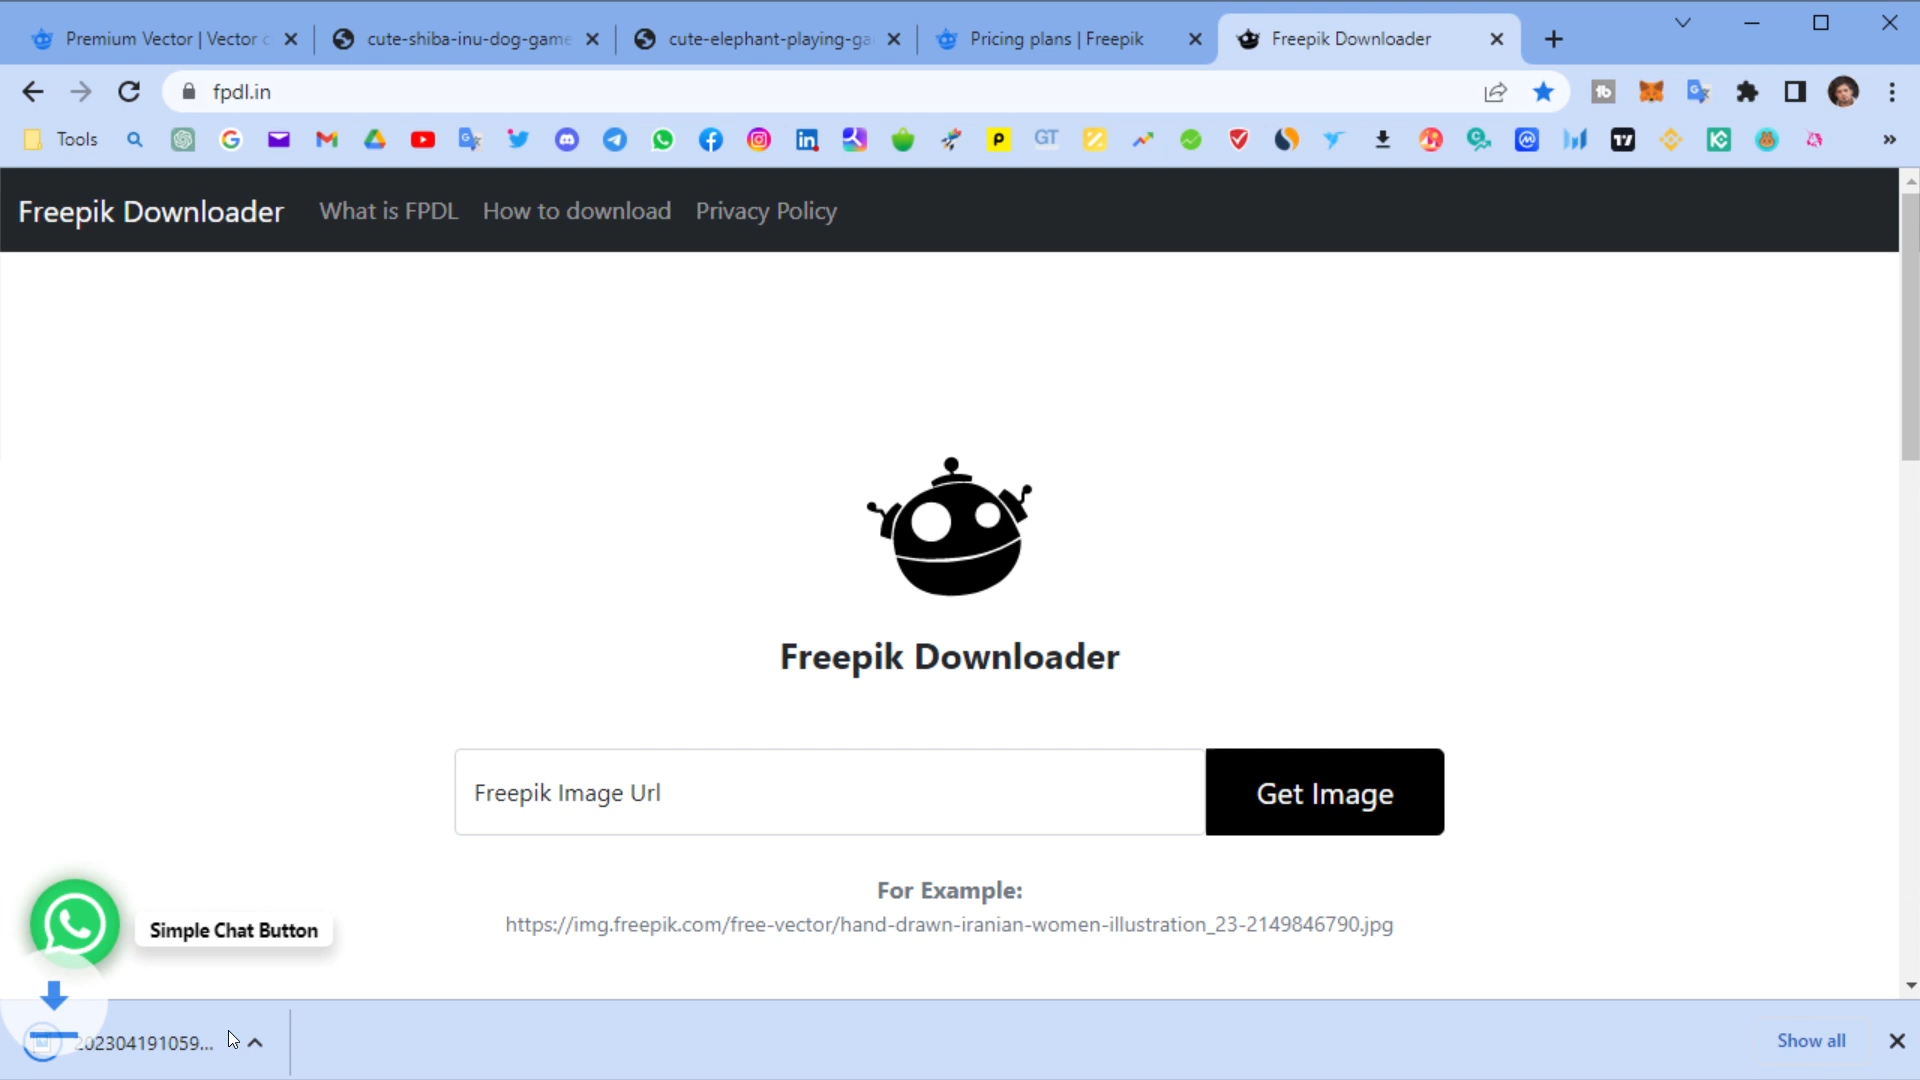 Premium Vector | Vector c
cute-shiba-inu-dog-game
cute-elephant-playing-ga
Pricing plans | Freepik
Freepik Downloader
fpdl.in
Tools
GT
Freepik Downloader
What is FPDL
How to download
Privacy Policy
Freepik Downloader
Freepik Image Url
Get Image
For Example:
https://img.freepik.com/free-vector/hand-drawn-iranian-women-illustration_23-2149846790.jpg
Simple Chat Button
202304191059...
Show all